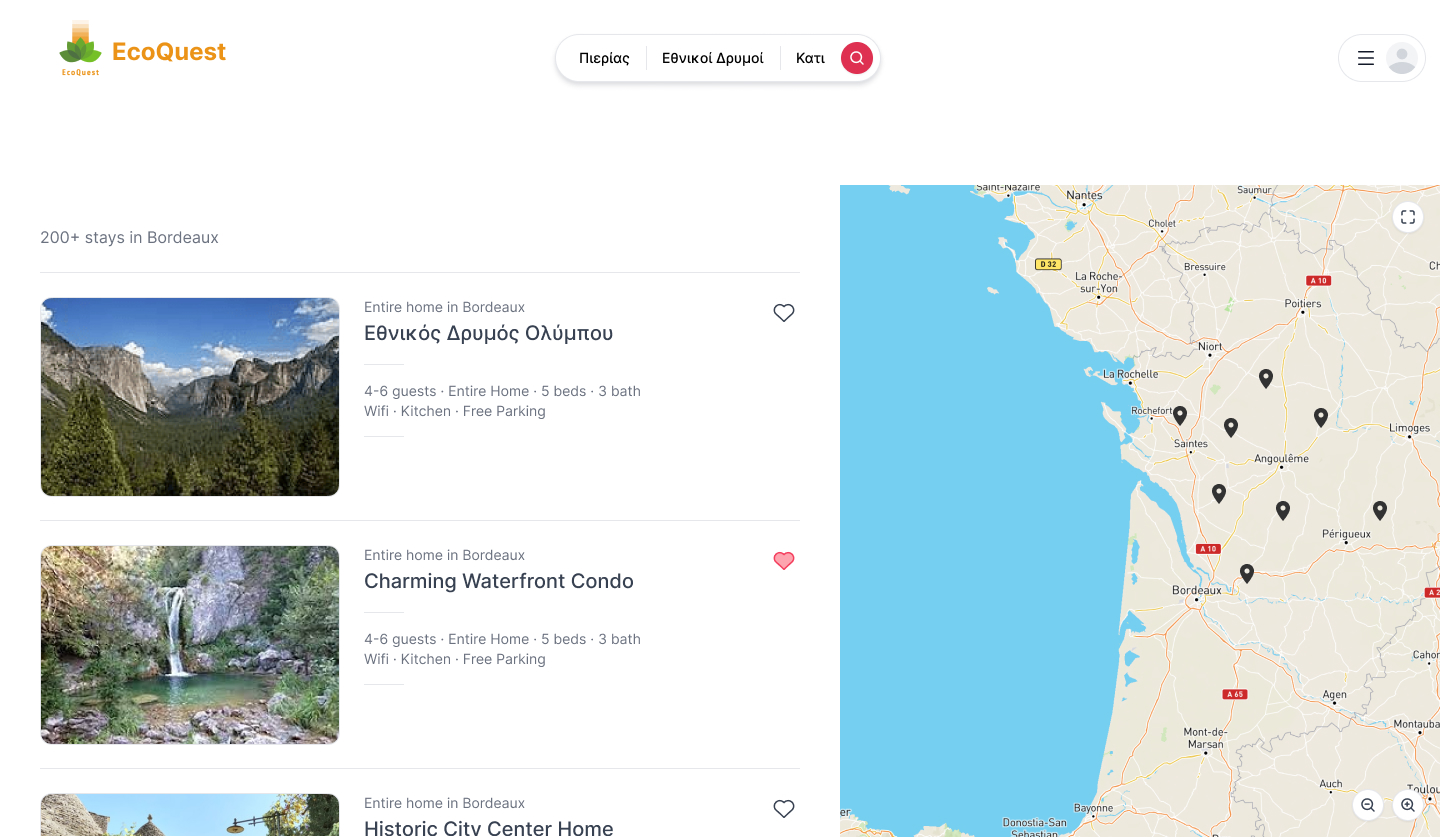 EcoQuest
EcoQuest
Πιερίας
Εθνικοί Δρυμοί
Κατι
200+ stays in Bordeaux
Entire home in Bordeaux
Εθνικός Δρυμός Ολύμπου
4-6 guests · Entire Home · 5 beds · 3 bath
Wifi · Kitchen · Free Parking
Entire home in Bordeaux
Charming Waterfront Condo
4-6 guests · Entire Home · 5 beds · 3 bath
Wifi · Kitchen · Free Parking
Entire home in Bordeaux
Historic City Center Home
Saint-Nazaire
Nantes
Saumur
Cholet
D 32
La Roche-
sur-Yon
Bressuire
Ch
A 10
Poitiers
Niort
La Rochelle
Rochefort
Saintes
Limoges
Angoulême
Périgueux
A 10
Bordeaux
A 2
Cahor
A 65
Agen
Montauba
Mont-de-
Marsan
Auch
Toulou
Bayonne
er
Donostia-San
Sebastian